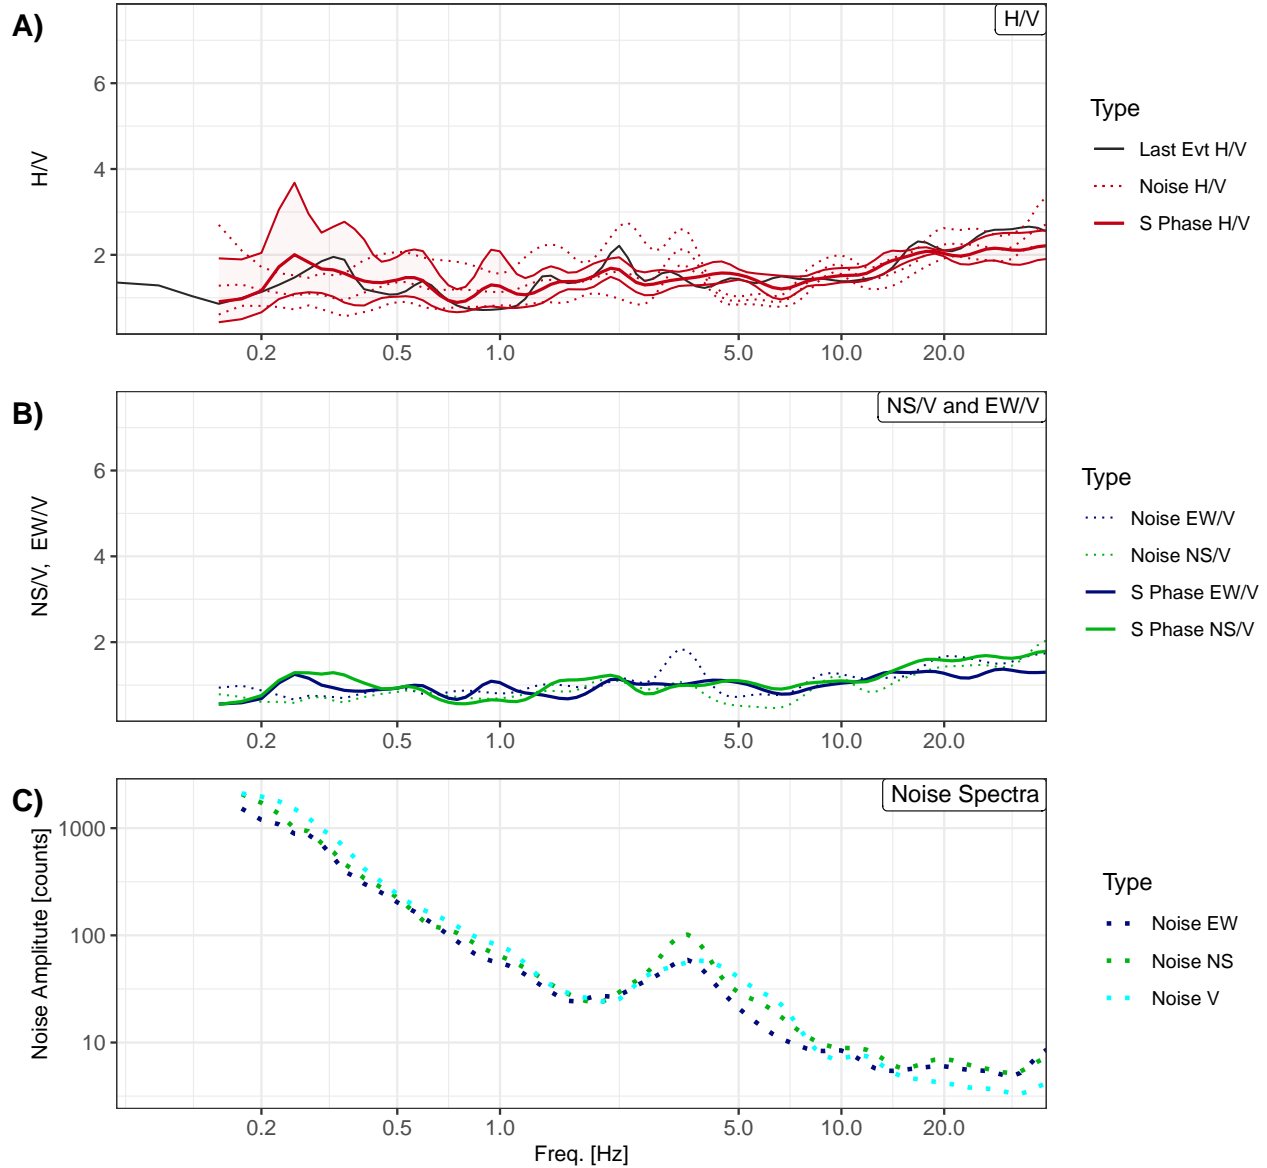 A)
H/V
H/V
6
4
2
0.2 0.5 1.0 5.0 10.0 20.0
Type
Last Evt H/V
Noise H/V
S Phase H/V
B)
NS/V and EW/V
NS/V, EW/V
6
4
2
0.2 0.5 1.0 5.0 10.0 20.0
Type
Noise EW/V
Noise NS/V
S Phase EW/V
S Phase NS/V
C)
Noise Spectra
Noise Amplitute [counts]
1000
100
10
0.2 0.5 1.0 5.0 10.0 20.0
Freq. [Hz]
Type
Noise EW
Noise NS
Noise V